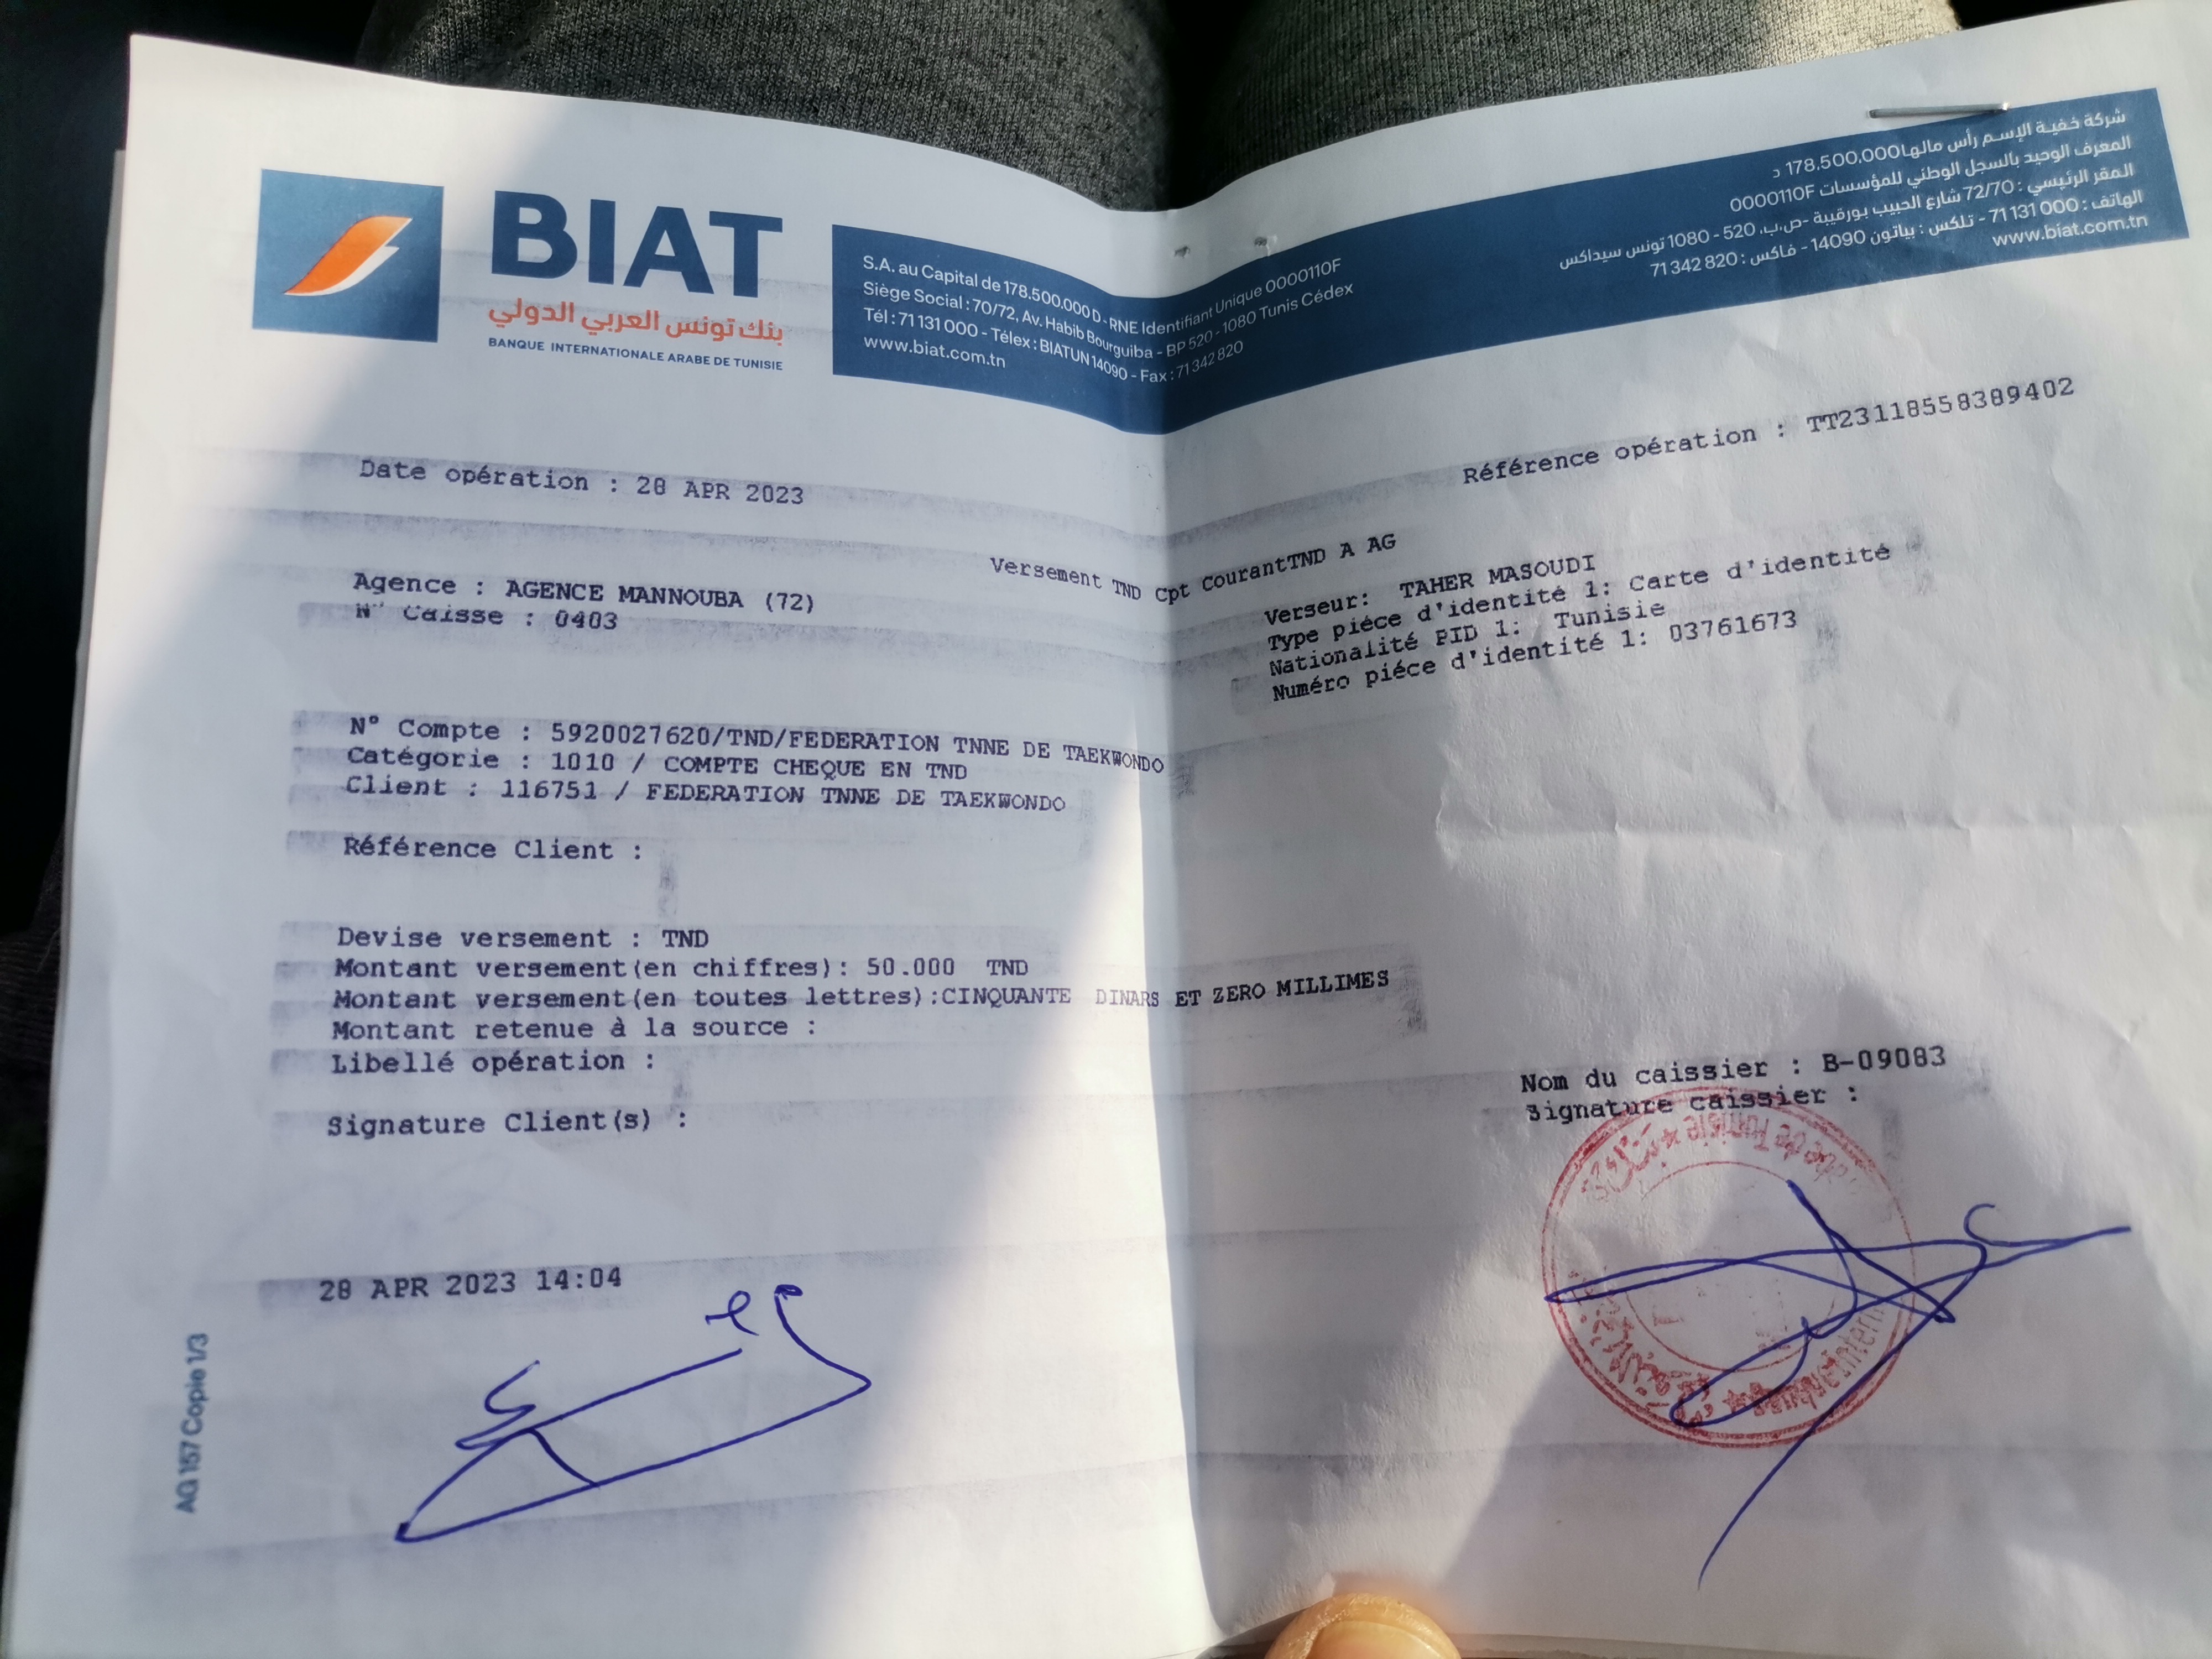 BIAT
بنك تونس العربي الدولي
BANQUE INTERNATIONALE ARABE DE TUNISIE
S.A. au Capital de 178.500.000 D - RNE Identifiant Unique 0000110F
Siège Social : 70/72, Av. Habib Bourguiba - BP 520 - 1080 Tunis Cédex
Tél : 71 131 000 - Télex : BIATUN 14090 - Fax : 71 342 820
www.biat.com.tn
شركة خفية الإسم رأس مالها 178.500.000 د
المعرف الوحيد بالسجل الوطني للمؤسسات 0000110F
المقر الرئيسي : 72/70 شارع الحبيب بورقيبة -ص.ب. 520 - 1080 تونس سيداكس
الهاتف : 000 131 71 - تلكس : بياتون 14090 - فاكس : 820 342 71
www.biat.com.tn
Date opération : 28 APR 2023
Référence opération : TT23118558389402
Versement TND Cpt CourantTND A AG
Agence : AGENCE MANNOUBA (72)
N° Caisse : 0403
Verseur: TAHER MASOUDI
Type piéce d'identité 1: Carte d'identité
Nationalité PID 1: Tunisie
Numéro piéce d'identité 1: 03761673
N° Compte : 5920027620/TND/FEDERATION TNNE DE TAEKWONDO
Catégorie : 1010 / COMPTE CHEQUE EN TND
Client : 116751 / FEDERATION TNNE DE TAEKWONDO
Référence Client :
Devise versement : TND
Montant versement(en chiffres): 50.000 TND
Montant versement(en toutes lettres):CINQUANTE DINARS ET ZERO MILLIMES
Montant retenue à la source :
Libellé opération :
Nom du caissier : B-09083
Signature caissier :
Signature Client(s) :
de Tunisie
28 APR 2023 14:04
AG 157 Copie 1/3